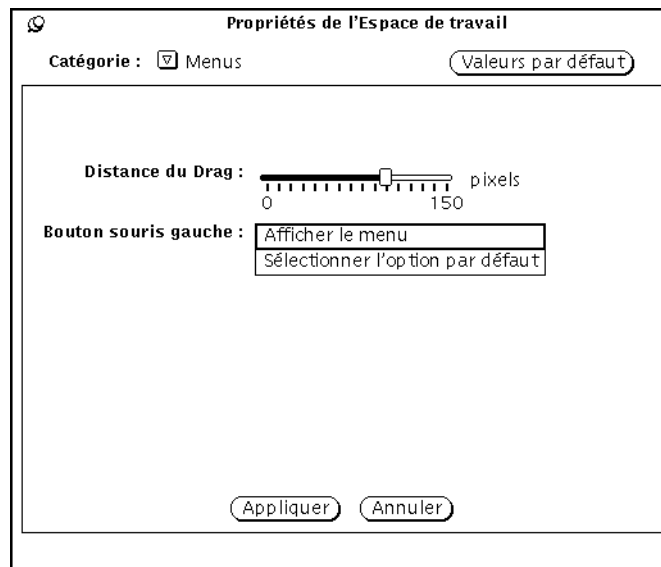 Propriétés de l'Espace de travail
Catégorie : Menus Valeurs par défaut
Distance du Drag : pixels
0 150
Bouton souris gauche : Afficher le menu
Sélectionner l'option par défaut
Appliquer Annuler